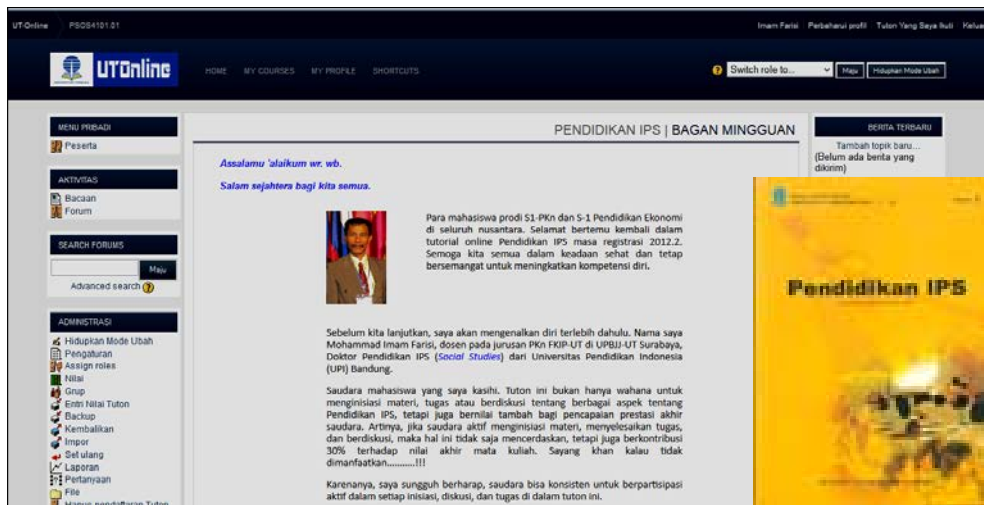 UT-Online PSOS4101.01 Imam Farisi Perbaharui profil Tuton Yang Saya Ikuti Kelua
UTOnline HOME MY COURSES MY PROFILE SHORTCUTS Switch role to... Maju Hidupkan Mode Ubah
MENU PRIBADI
Peserta
AKTIVITAS
Bacaan
Forum
SEARCH FORUMS
Maju
Advanced search
ADMINISTRASI
Hidupkan Mode Ubah
Pengaturan
Assign roles
Nilai
Grup
Entri Nilai Tuton
Backup
Kembalikan
Impor
Set ulang
Laporan
Pertanyaan
File
Hapus pendaftaran Tuton
PENDIDIKAN IPS | BAGAN MINGGUAN
Assalamu 'alaikum wr. wb.
Salam sejahtera bagi kita semua.
Para mahasiswa prodi S1-PKn dan S-1 Pendidikan Ekonomi
di seluruh nusantara. Selamat bertemu kembali dalam
tutorial online Pendidikan IPS masa registrasi 2012.2.
Semoga kita semua dalam keadaan sehat dan tetap
bersemangat untuk meningkatkan kompetensi diri.
Sebelum kita lanjutkan, saya akan mengenalkan diri terlebih dahulu. Nama saya
Mohammad Imam Farisi, dosen pada jurusan PKn FKIP-UT di UPBJJ-UT Surabaya,
Doktor Pendidikan IPS (Social Studies) dari Universitas Pendidikan Indonesia
(UPI) Bandung.
Saudara mahasiswa yang saya kasihi. Tuton ini bukan hanya wahana untuk
menginisiasi materi, tugas atau berdiskusi tentang berbagai aspek tentang
Pendidikan IPS, tetapi juga bernilai tambah bagi pencapaian prestasi akhir
saudara. Artinya, jika saudara aktif menginisiasi materi, menyelesaikan tugas,
dan berdiskusi, maka hal ini tidak saja mencerdaskan, tetapi juga berkontribusi
30% terhadap nilai akhir mata kuliah. Sayang khan kalau tidak
dimanfaatkan..........!!!
Karenanya, saya sungguh berharap, saudara bisa konsisten untuk berpartisipasi
aktif dalam setiap inisiasi, diskusi, dan tugas di dalam tuton ini.
BERITA TERBARU
Tambah topik baru...
(Belum ada berita yang
dikirim)
Pendidikan IPS